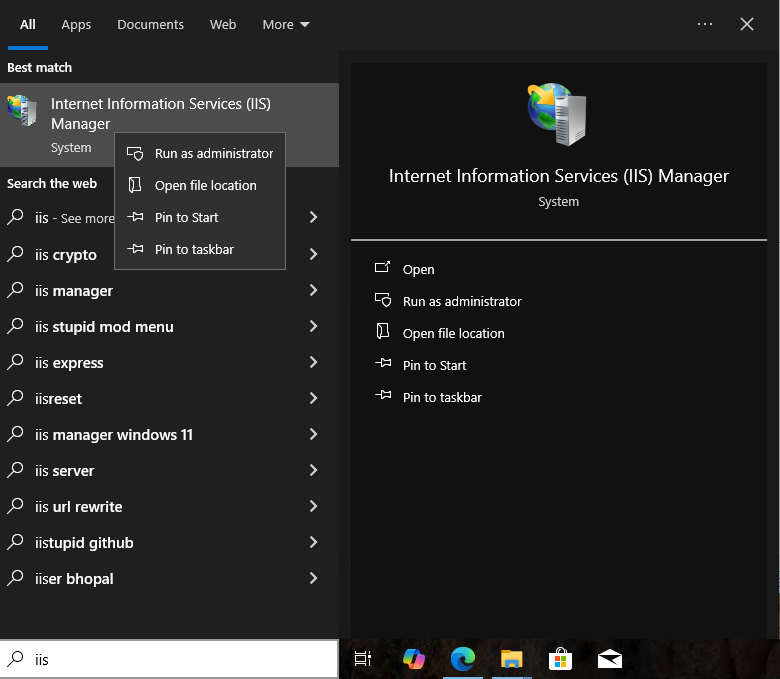 All Apps Documents Web More ...
Best match
Internet Information Services (IIS)
Manager
System
Run as administrator
Open file location
Pin to Start
Pin to taskbar
Search the web
iis - See more
iis crypto
iis manager
iis stupid mod menu
iis express
iisreset
iis manager windows 11
iis server
iis url rewrite
iistupid github
iiser bhopal
Internet Information Services (IIS) Manager
System
Open
Run as administrator
Open file location
Pin to Start
Pin to taskbar
iis